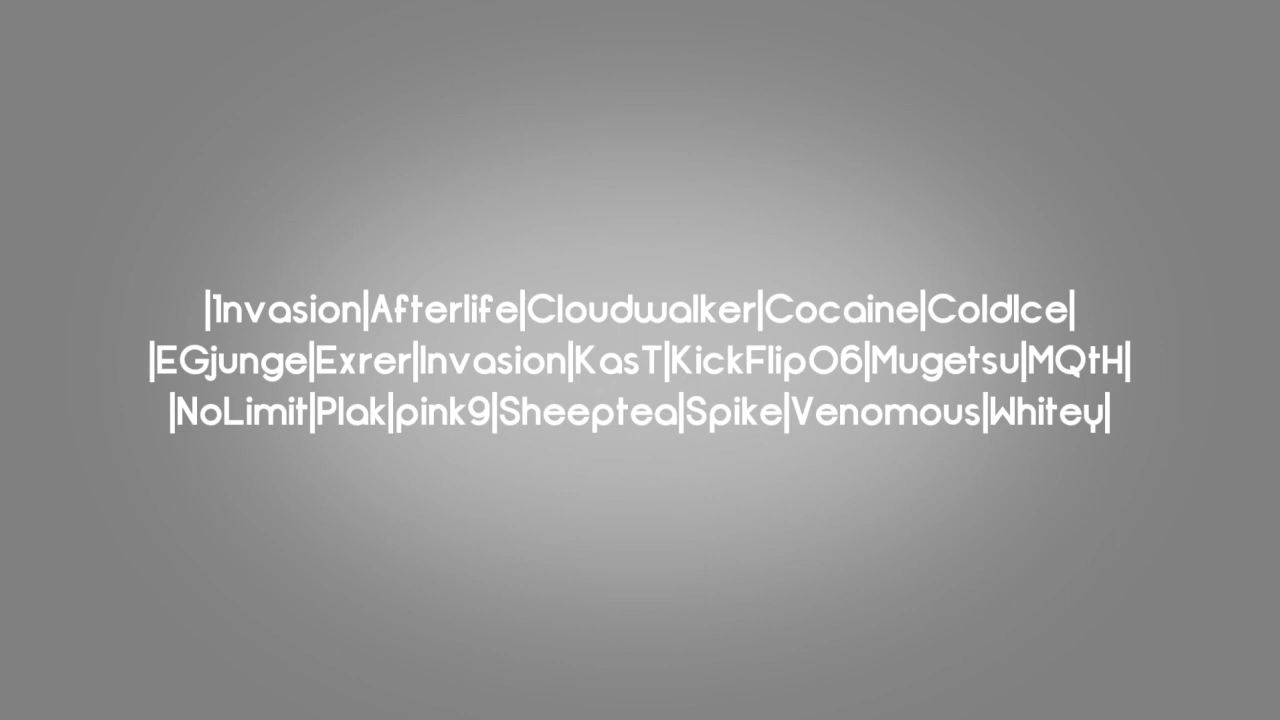 |1nvasion|Afterlife|Cloudwalker|Cocaine|ColdIce|
|EGjunge|Exrer|Invasion|KasT|KickFlip06|Mugetsu|MQtH|
|NoLimit|Plak|pink9|Sheeptea|Spike|Venomous|Whitey|